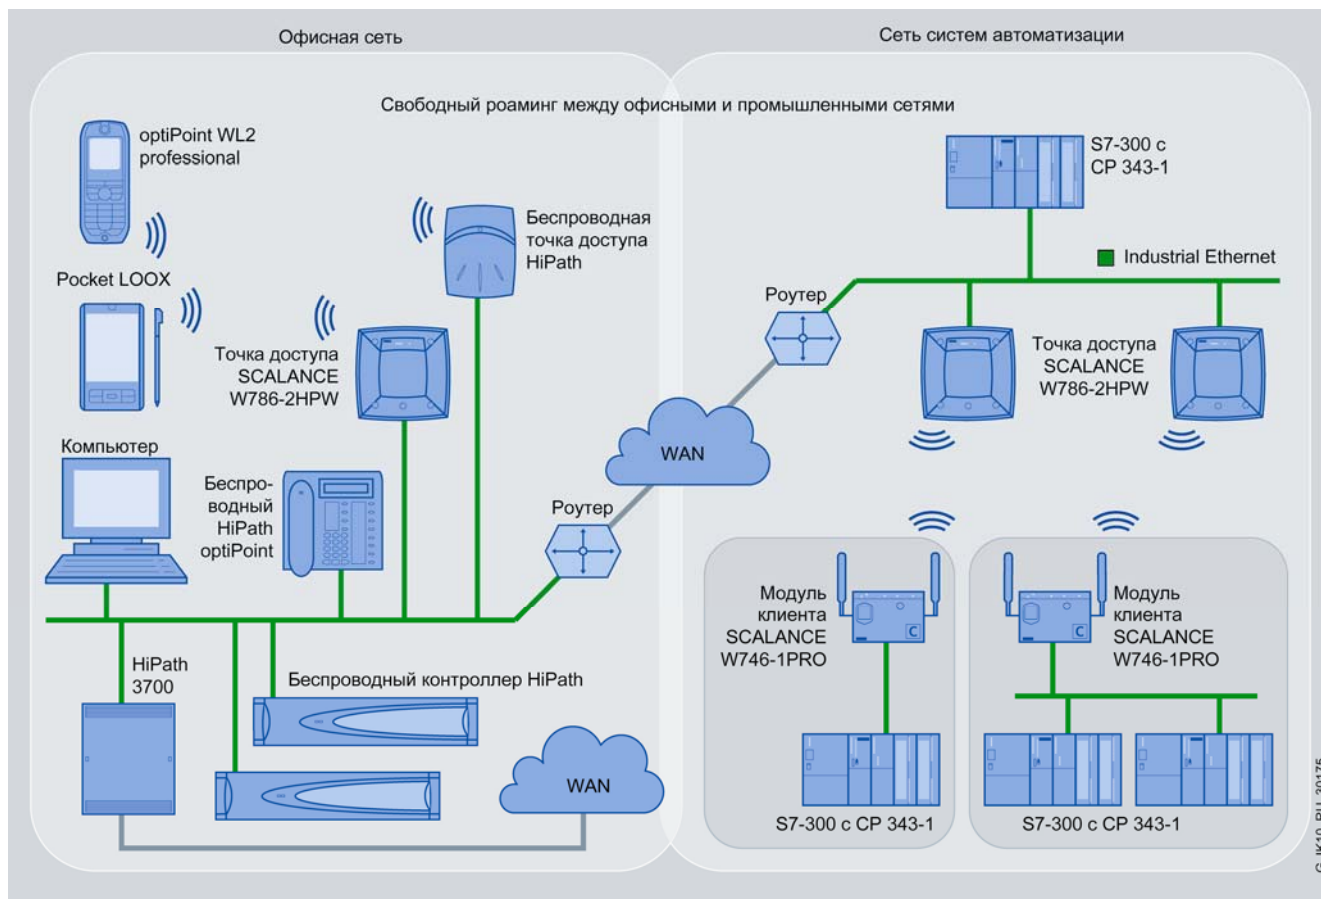 Офисная сеть
Сеть систем автоматизации
Свободный роаминг между офисными и промышленными сетями
optiPoint WL2
professional
S7-300 с
CP 343-1
Беспроводная
точка доступа
HiPath
Industrial Ethernet
Pocket LOOX
Роутер
Точка доступа
SCALANCE
W786-2HPW
Точка доступа
SCALANCE
W786-2HPW
Компьютер
WAN
Беспро-
водный
HiPath
optiPoint
Роутер
Модуль
клиента
SCALANCE
W746-1PRO
C
Модуль
клиента
SCALANCE
W746-1PRO
C
HiPath
3700
Беспроводный контроллер HiPath
WAN
S7-300 с CP 343-1
S7-300 с CP 343-1
G_IK10_RU_30175